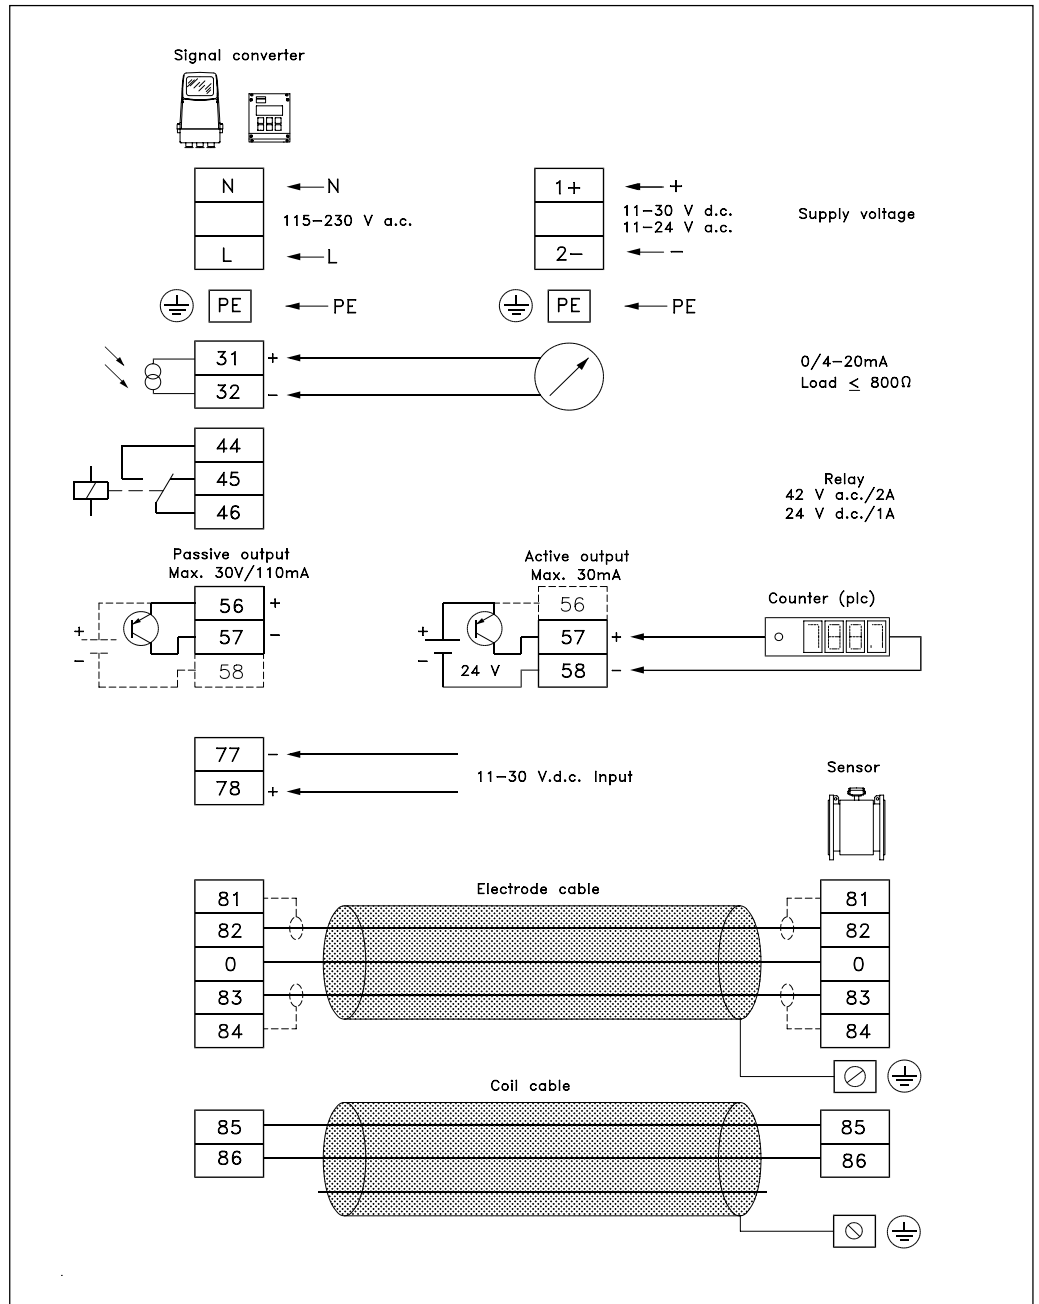 Signal converter
N ← N 1+ ← +
115-230 V a.c. 11-30 V d.c.
11-24 V a.c. Supply voltage
L ← L 2- ← -
PE ← PE PE ← PE
31 + 0/4-20mA
32 - Load ≤ 800Ω
44
45
46
Relay
42 V a.c./2A
24 V d.c./1A
Passive output
Max. 30V/110mA
56 +
+ 57 -
- 58
Active output
Max. 30mA
56
+ 57 +
- 24 V 58 -
Counter (plc)
77 -
78 +
11-30 V.d.c. Input
Sensor
Electrode cable
81 81
82 82
0 0
83 83
84 84
Coil cable
85 85
86 86